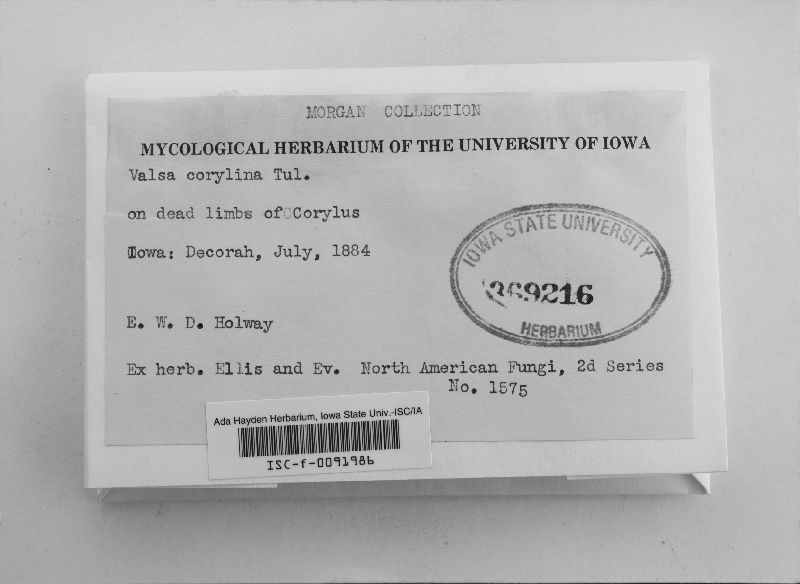 MORGAN COLLECTION
MYCOLOGICAL HERBARIUM OF THE UNIVERSITY OF IOWA
Valsa corylina Tul.
on dead limbs of Corylus
Iowa: Decorah, July, 1884
IOWA STATE UNIVERSITY
369216
HERBARIUM
E. W. D. Holway
Ex herb. Ellis and Ev. North American Fungi, 2d Series
No. 1575
Ada Hayden Herbarium, Iowa State Univ.-ISC/IA
ISC-f-0091986